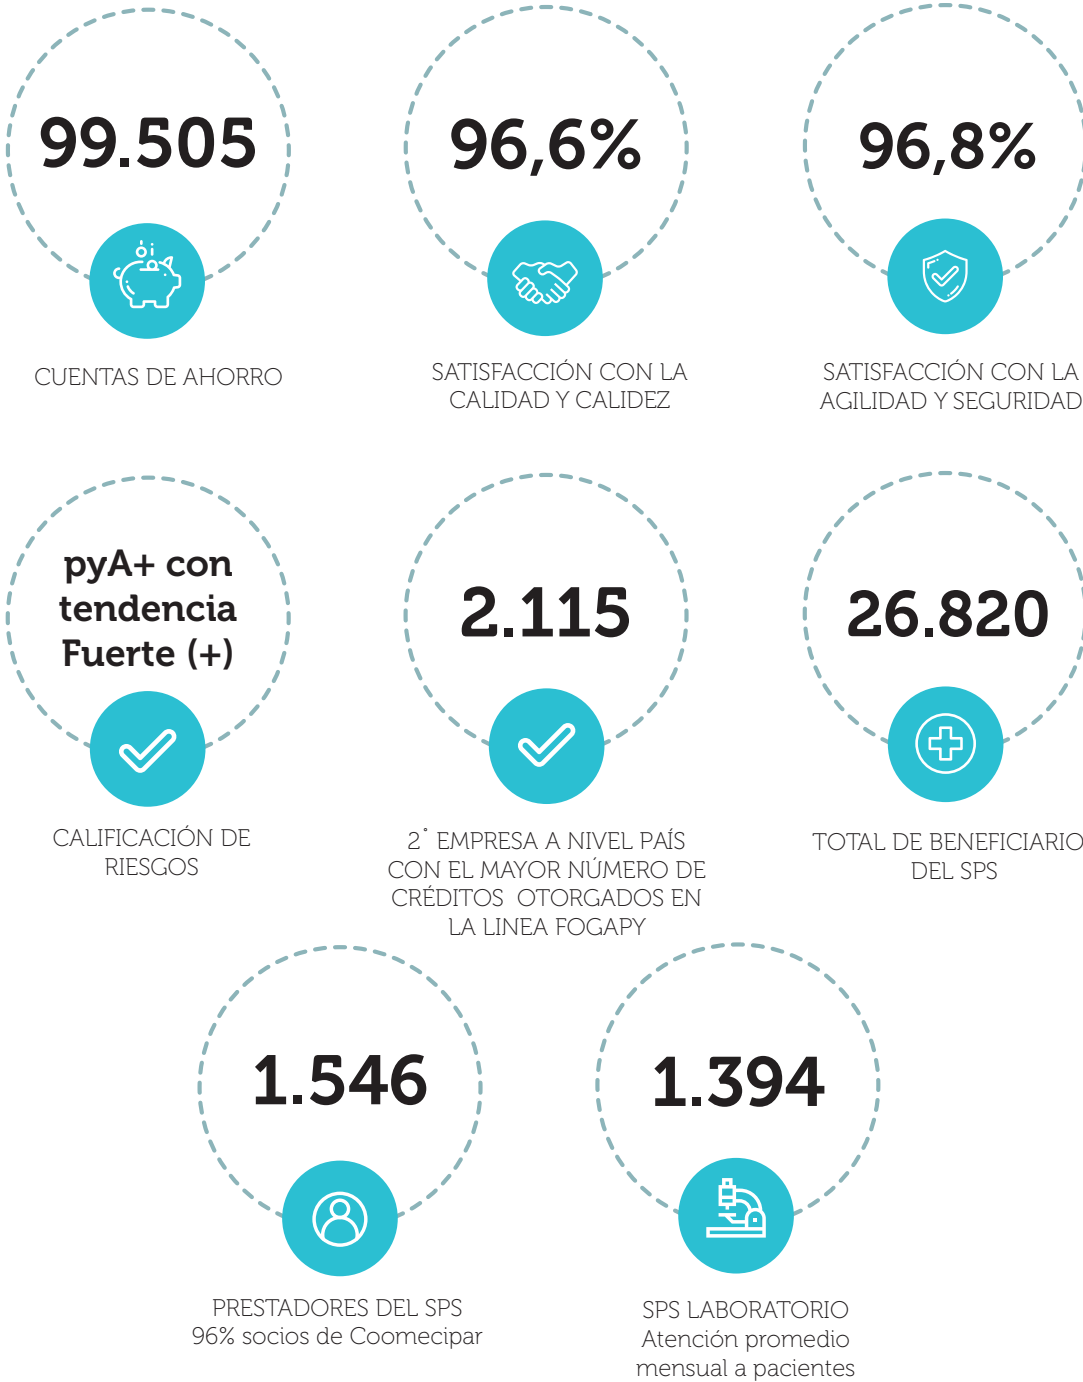 99.505
CUENTAS DE AHORRO
96,6%
SATISFACCIÓN CON LA
CALIDAD Y CALIDEZ
96,8%
SATISFACCIÓN CON LA
AGILIDAD Y SEGURIDAD
pyA+ con
tendencia
Fuerte (+)
CALIFICACIÓN DE
RIESGOS
2.115
2° EMPRESA A NIVEL PAÍS
CON EL MAYOR NÚMERO DE
CRÉDITOS OTORGADOS EN
LA LINEA FOGAPY
26.820
TOTAL DE BENEFICIARIO
DEL SPS
1.546
PRESTADORES DEL SPS
96% socios de Coomecipar
1.394
SPS LABORATORIO
Atención promedio
mensual a pacientes